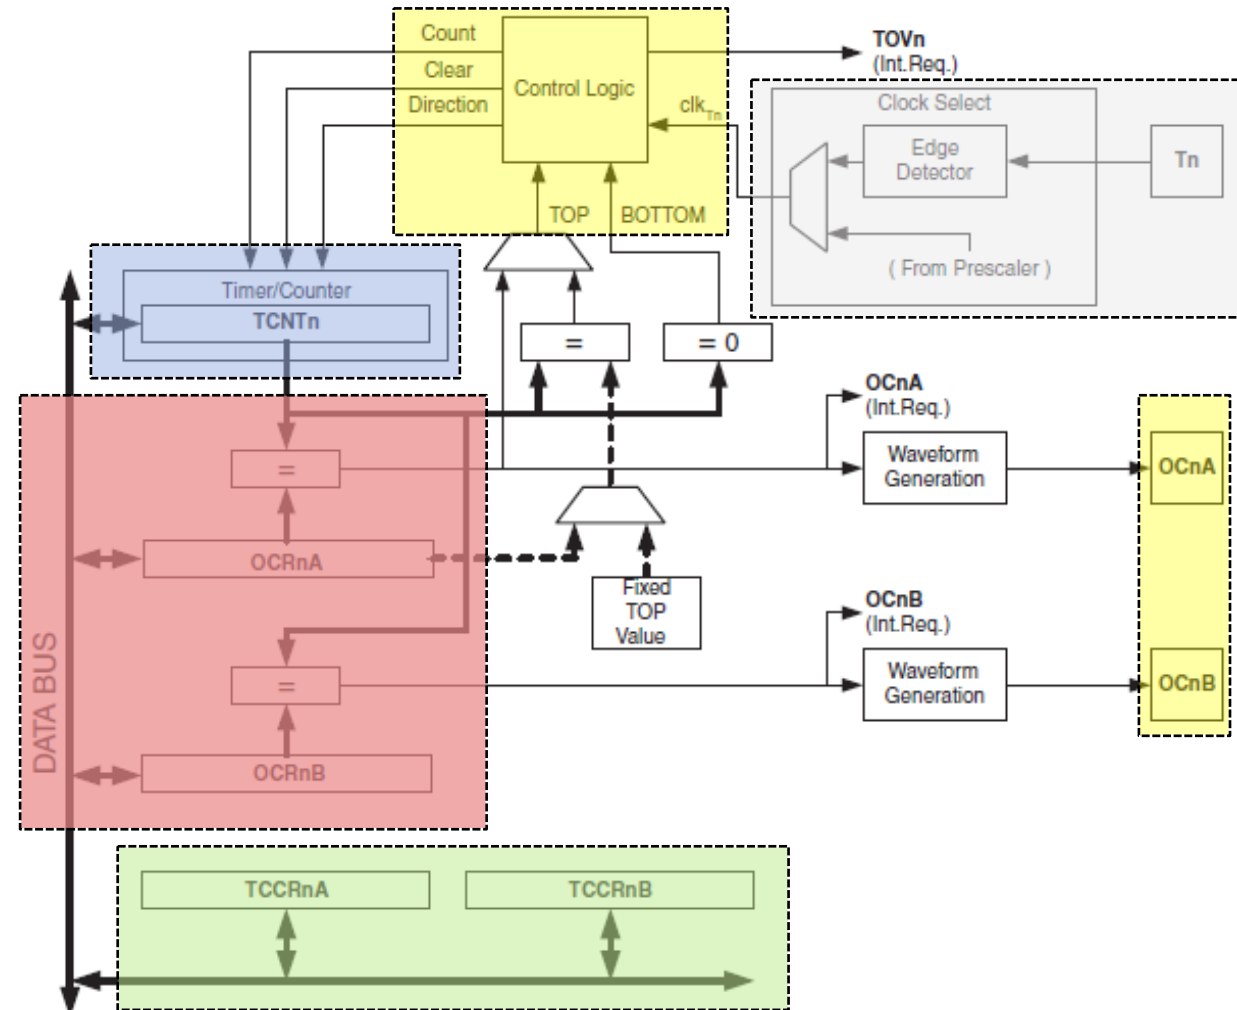 Count
Clear
Direction
Control Logic
clkTn
TOVn
(Int.Req.)
Clock Select
Edge
Detector
Tn
( From Prescaler )
TOP
BOTTOM
Timer/Counter
TCNTn
=
= 0
OCnA
(Int.Req.)
Waveform
Generation
OCnA
=
OCRnA
Fixed
TOP
Value
OCnB
(Int.Req.)
Waveform
Generation
OCnB
=
OCRnB
DATA BUS
TCCRnA
TCCRnB